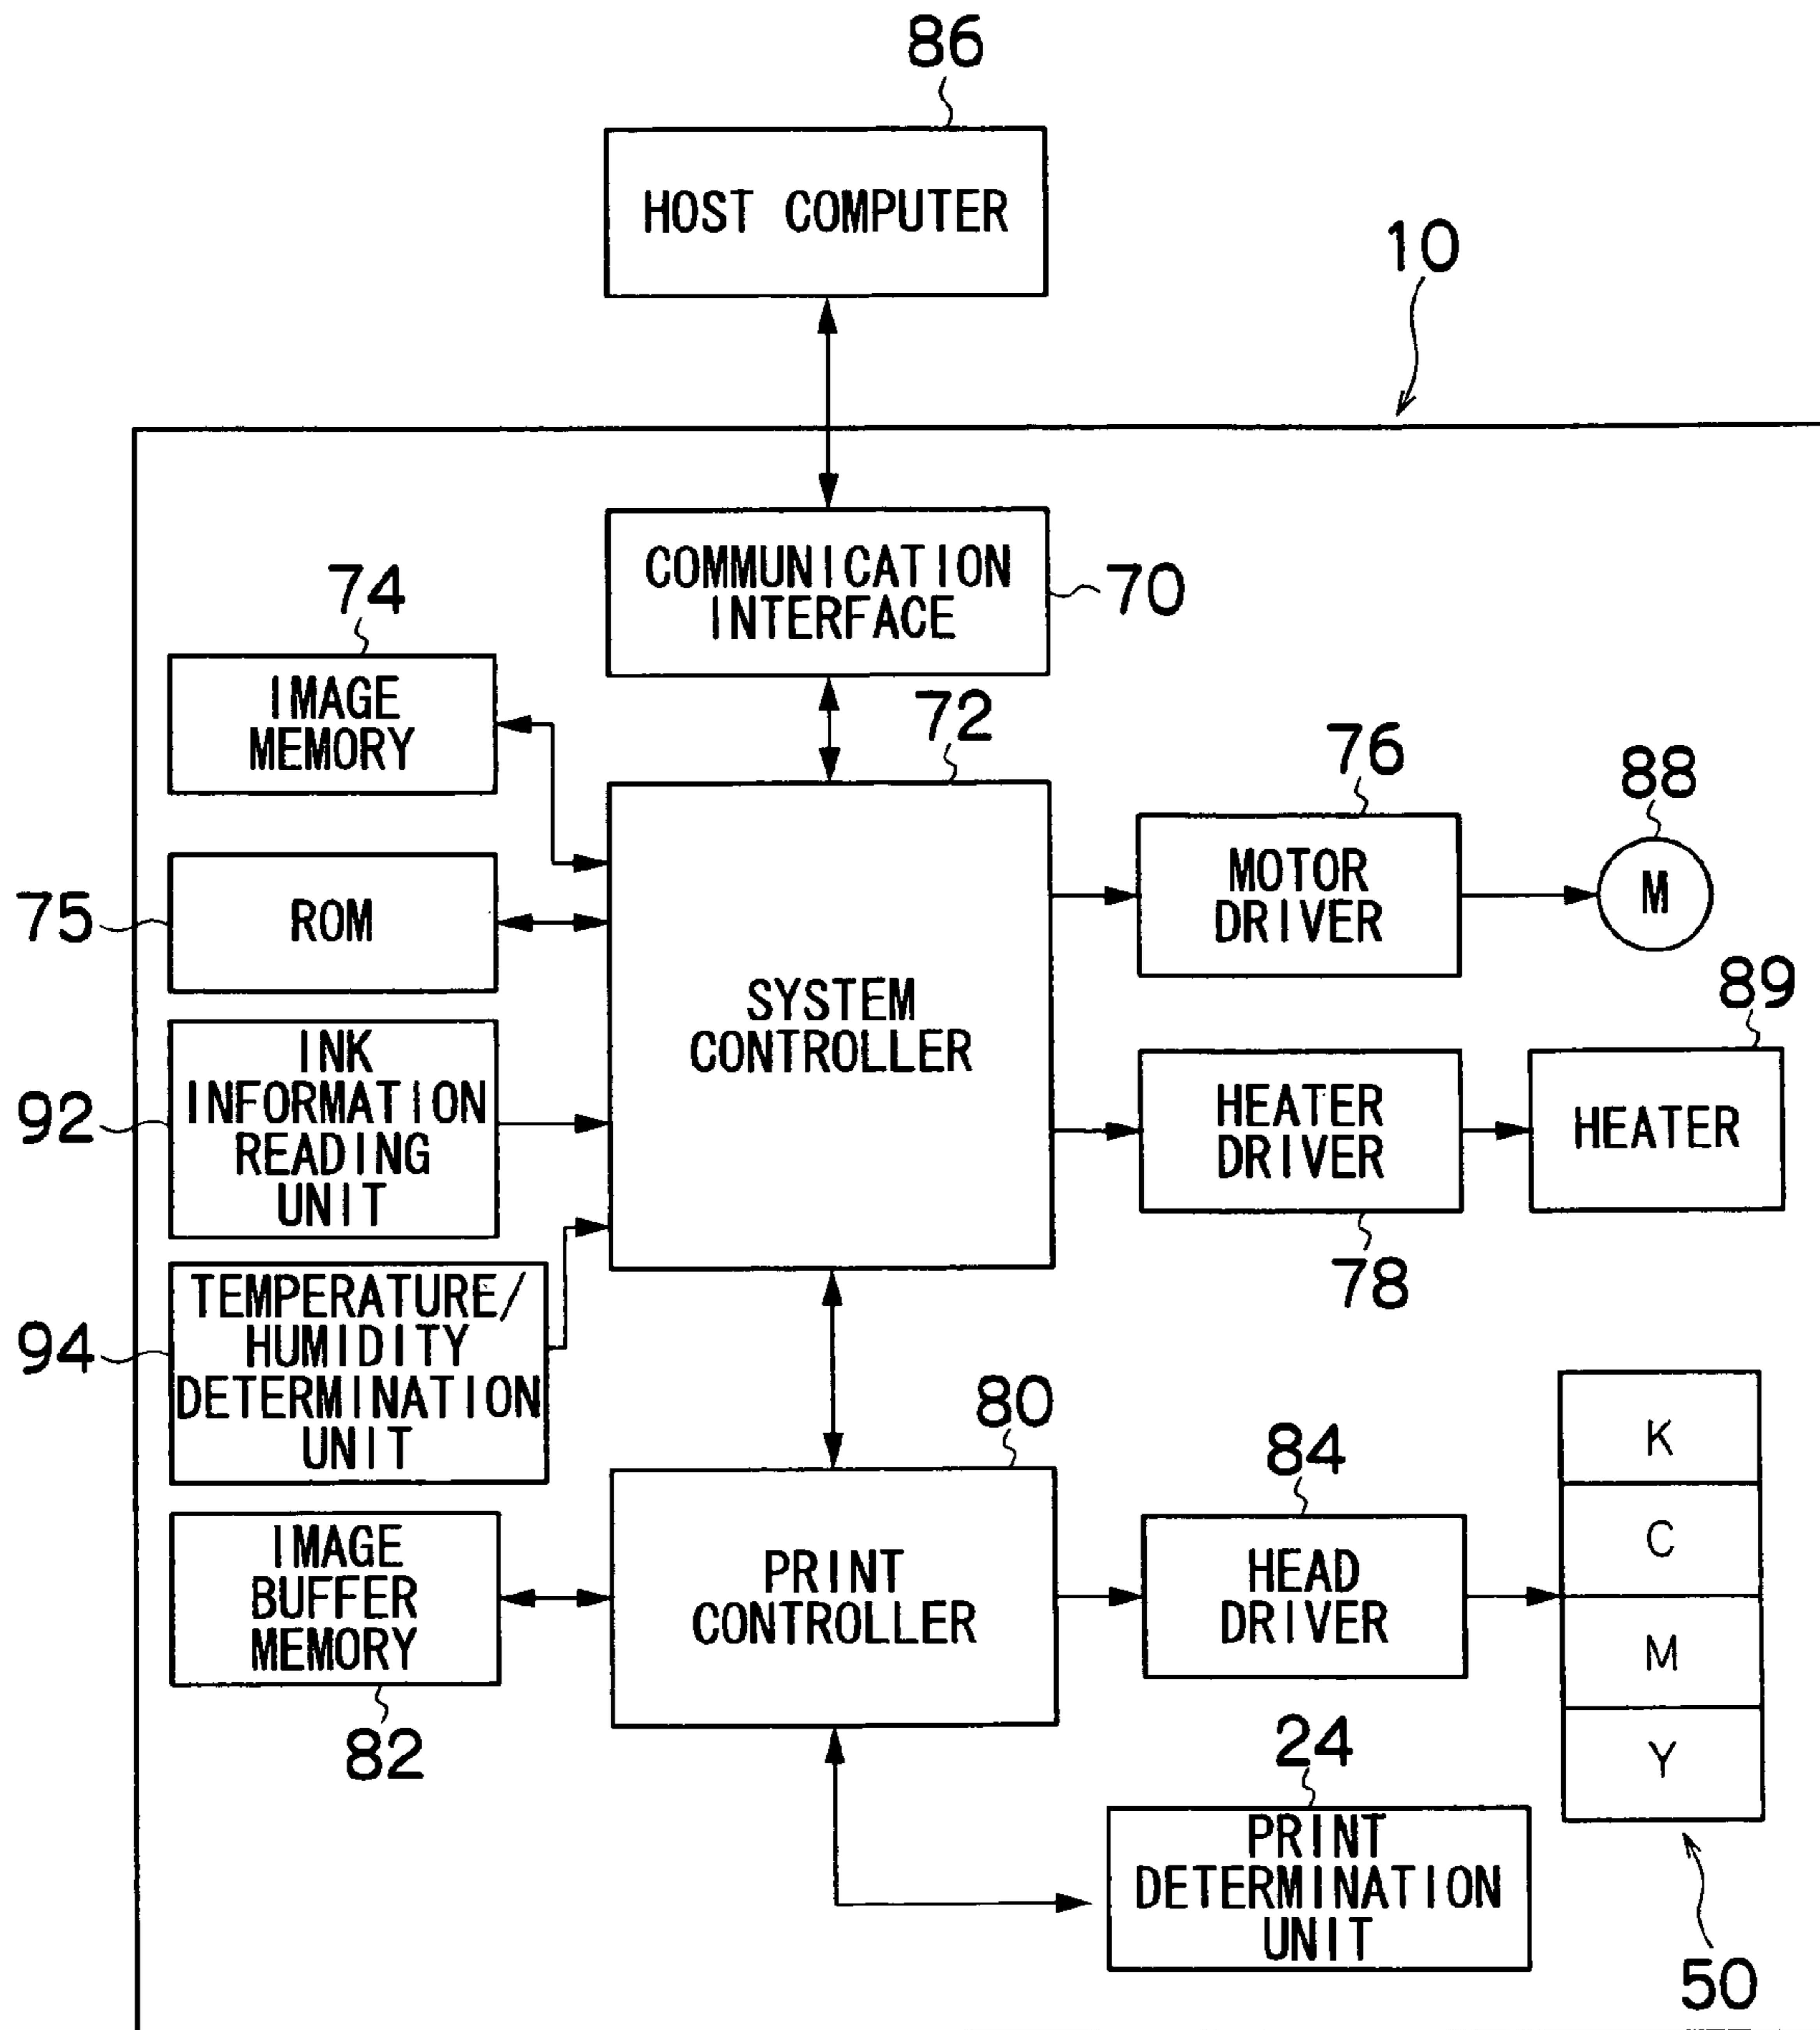 86
HOST COMPUTER
10
COMMUNICATION
INTERFACE
70
74
IMAGE
MEMORY
72
76
88
75
ROM
MOTOR
DRIVER
M
SYSTEM
CONTROLLER
89
92
INK
INFORMATION
READING
UNIT
HEATER
DRIVER
HEATER
78
94
TEMPERATURE/
HUMIDITY
DETERMINATION
UNIT
80
84
K
C
M
Y
IMAGE
BUFFER
MEMORY
PRINT
CONTROLLER
HEAD
DRIVER
82
24
PRINT
DETERMINATION
UNIT
50